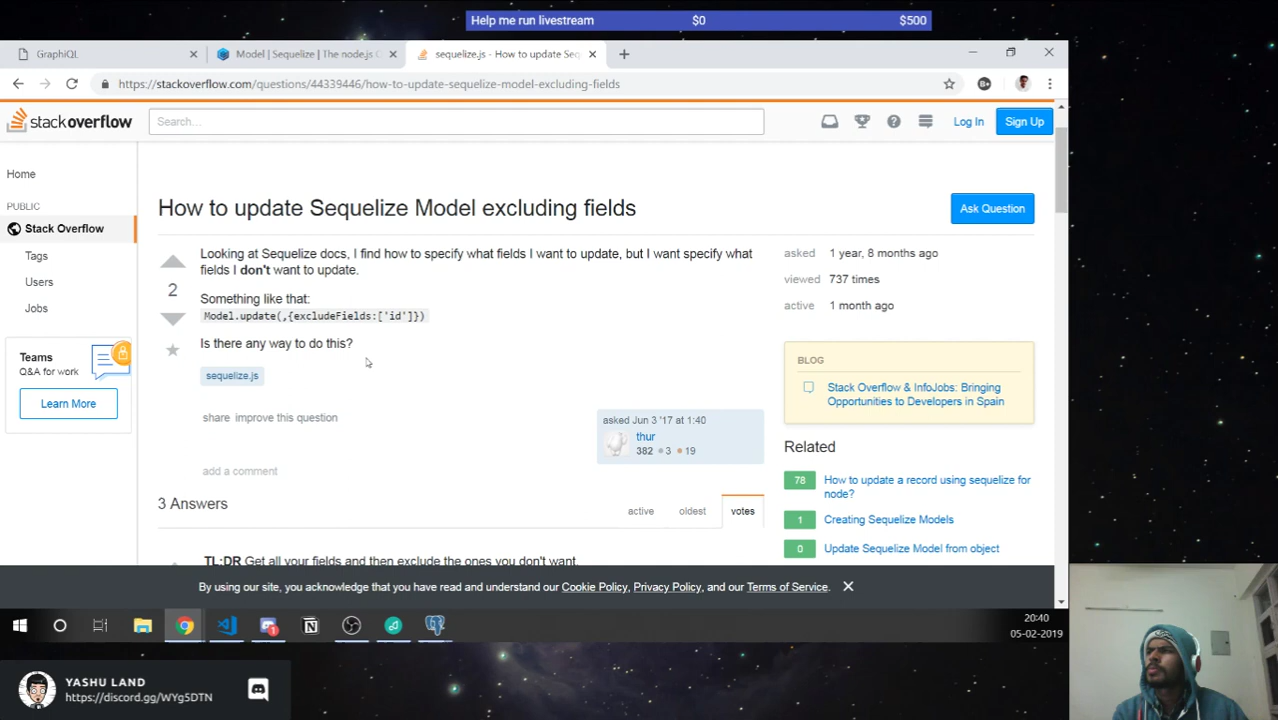 Help me run livestream $0 $500
GraphiQL
Model | Sequelize | The node.js O
sequelize.js - How to update Seq
https://stackoverflow.com/questions/44339446/how-to-update-sequelize-model-excluding-fields
stackoverflow
Search...
Log In
Sign Up
Home
PUBLIC
Stack Overflow
Tags
Users
Jobs
Teams
Q&A for work
Learn More
How to update Sequelize Model excluding fields
Ask Question
2
Looking at Sequelize docs, I find how to specify what fields I want to update, but I want specify what
fields I don't want to update.
Something like that:
Model.update(,{excludeFields:['id']})
Is there any way to do this?
sequelize.js
share improve this question
asked Jun 3 '17 at 1:40
thur
382 3 19
add a comment
3 Answers
active oldest votes
TL;DR Get all your fields and then exclude the ones you don't want.
asked 1 year, 8 months ago
viewed 737 times
active 1 month ago
BLOG
Stack Overflow & InfoJobs: Bringing
Opportunities to Developers in Spain
Related
78 How to update a record using sequelize for
node?
1 Creating Sequelize Models
0 Update Sequelize Model from object
By using our site, you acknowledge that you have read and understand our Cookie Policy, Privacy Policy, and our Terms of Service.
20:40
05-02-2019
YASHU LAND
https://discord.gg/WYg5DTN